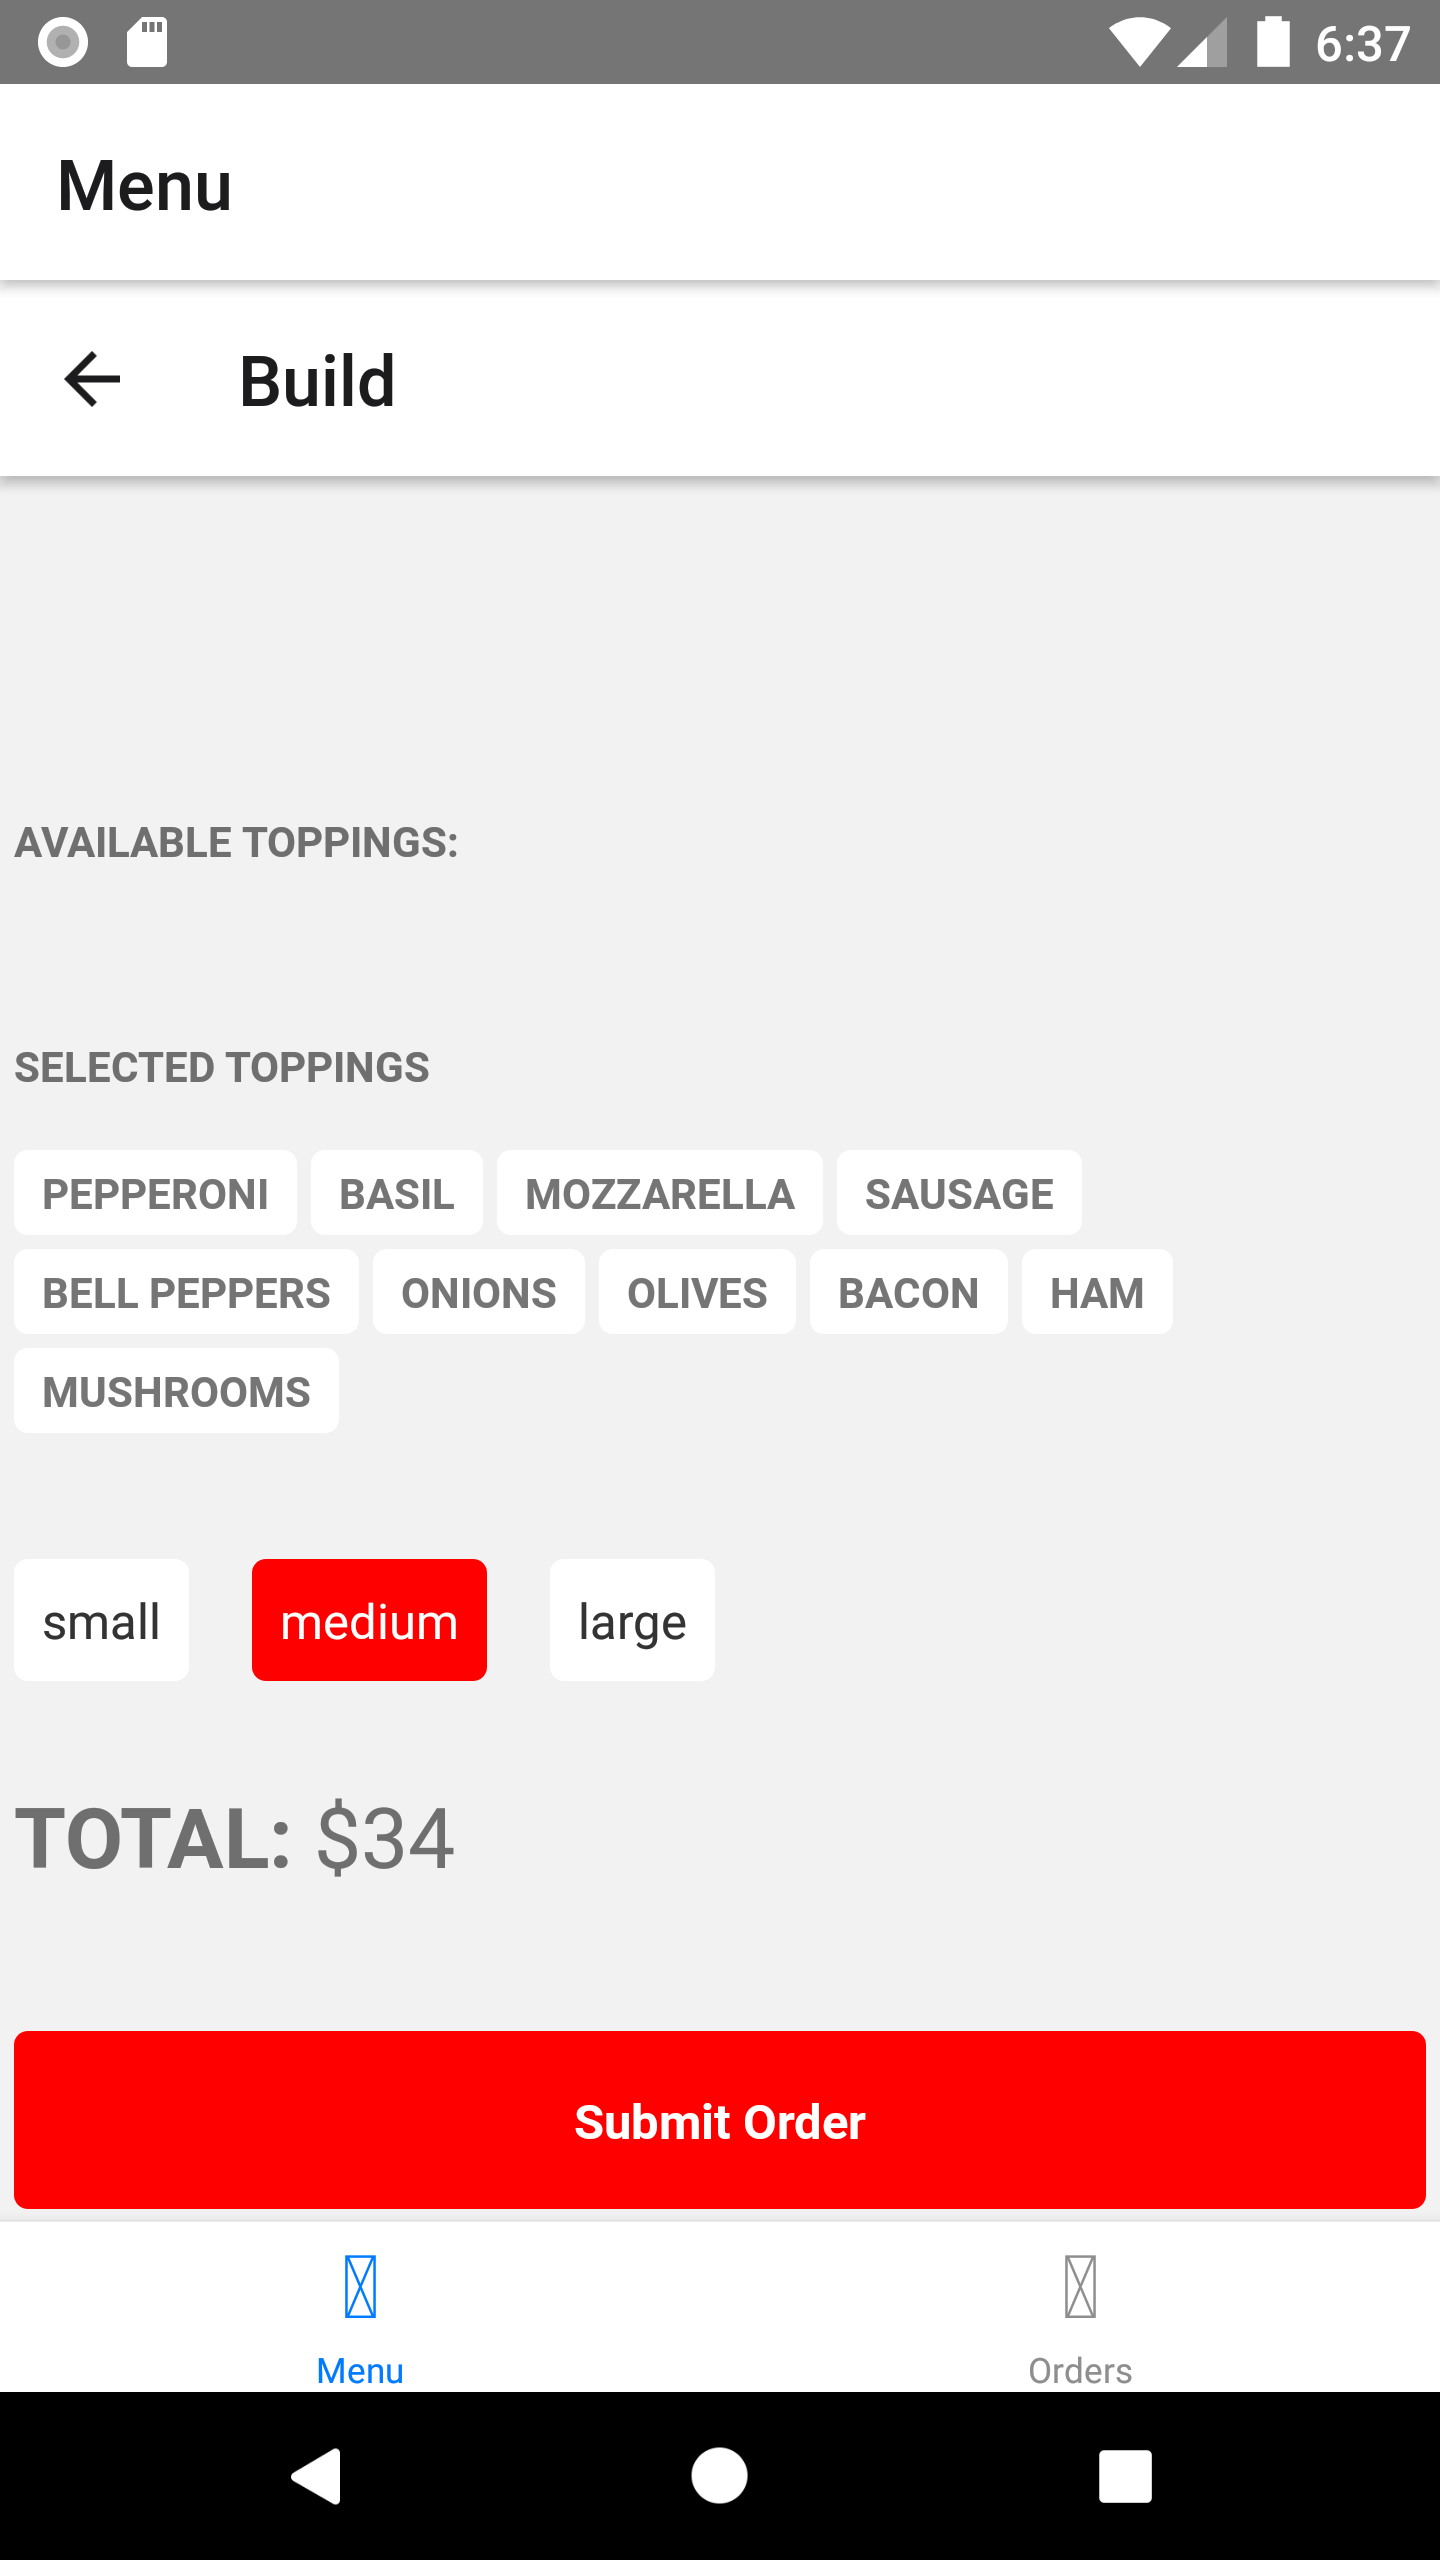 6:37
Menu
Build
AVAILABLE TOPPINGS:
SELECTED TOPPINGS
PEPPERONI BASIL MOZZARELLA SAUSAGE
BELL PEPPERS ONIONS OLIVES BACON HAM
MUSHROOMS
small medium large
TOTAL: $34
Submit Order
Menu Orders